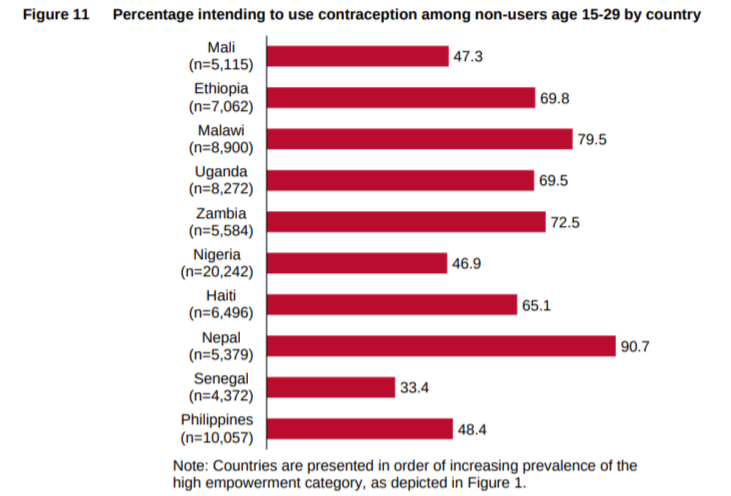 Figure 11 Percentage intending to use contraception among non-users age 15-29 by country
Mali
(n=5,115)
47.3
Ethiopia
(n=7,062)
69.8
Malawi
(n=8,900)
79.5
Uganda
(n=8,272)
69.5
Zambia
(n=5,584)
72.5
Nigeria
(n=20,242)
46.9
Haiti
(n=6,496)
65.1
Nepal
(n=5,379)
90.7
Senegal
(n=4,372)
33.4
Philippines
(n=10,057)
48.4
Note: Countries are presented in order of increasing prevalence of the
high empowerment category, as depicted in Figure 1.